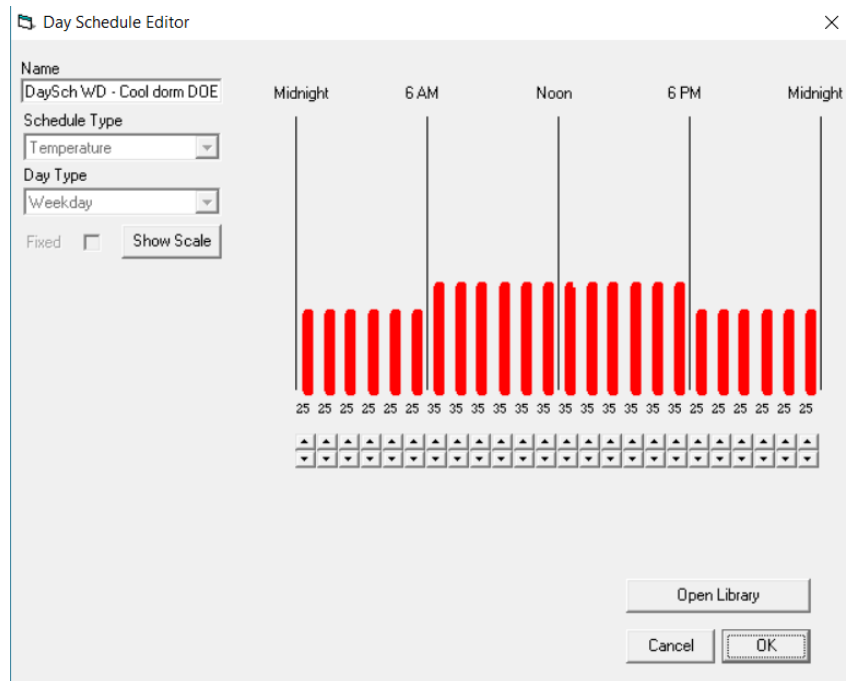 Day Schedule Editor
Name
DaySch WD - Cool dorm DOE
Schedule Type
Temperature
Day Type
Weekday
Fixed
Show Scale
Midnight 6 AM Noon 6 PM Midnight
25 25 25 25 25 25 35 35 35 35 35 35 35 35 35 35 35 35 25 25 25 25 25 25
Open Library
Cancel OK